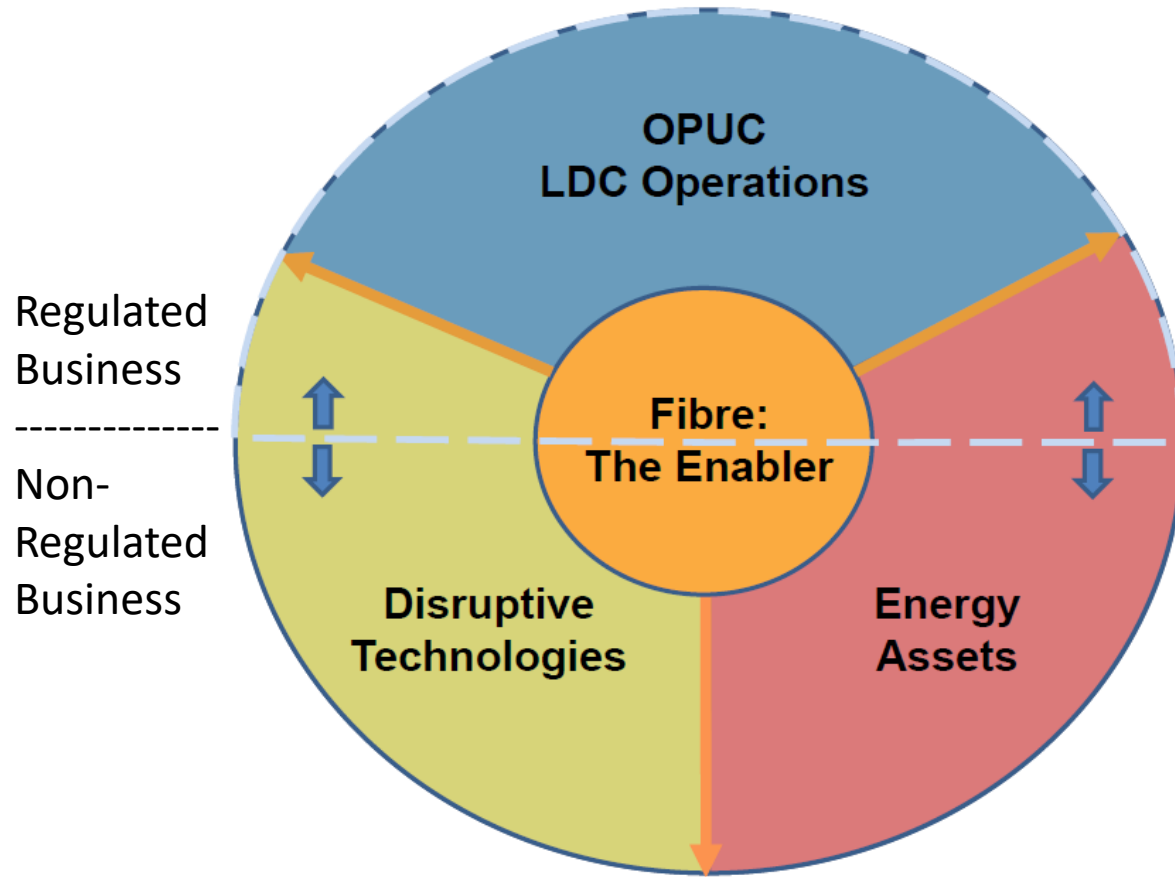 OPUC
LDC Operations
Regulated
Business
--------------
Non-
Regulated
Business
Fibre:
The Enabler
Disruptive
Technologies
Energy
Assets